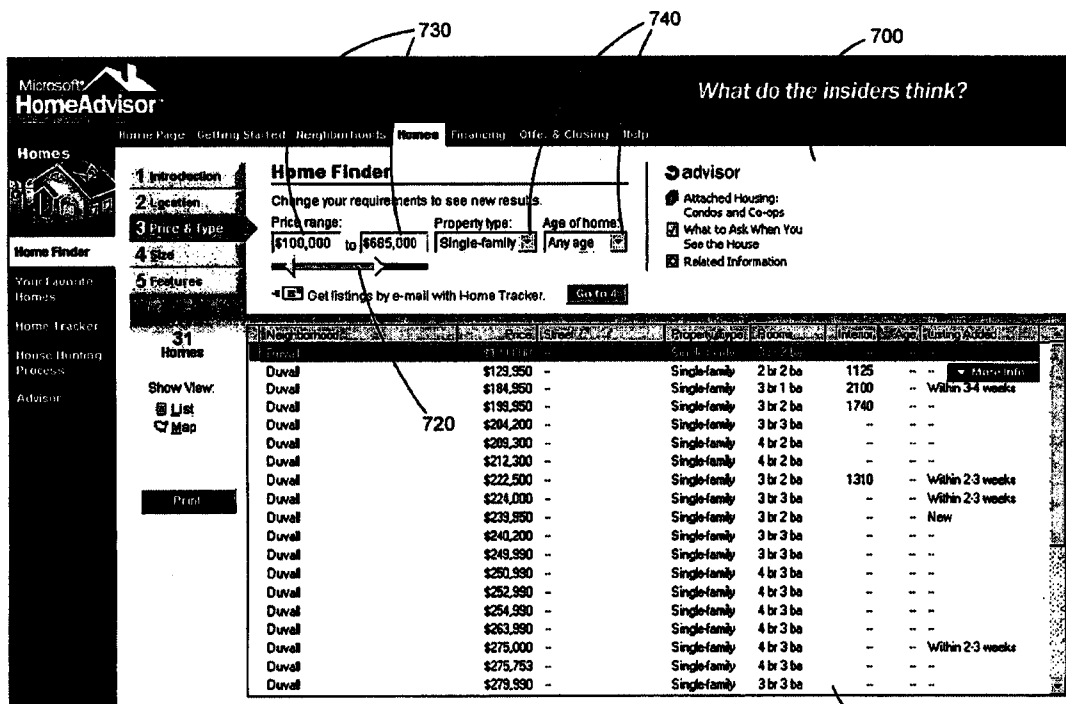 730
740
700
Microsoft
HomeAdvisor
What do the insiders think?
Home Page Getting Started Neighborhoods Homes Financing Offer & Closing Help
Homes
Home Finder
Your Favorite Homes
Home Tracker
House Hunting Process
Advisor
1 Introduction
2 Location
3 Price & Type
4 Size
5 Features
31
Homes
Show View:
List
Map
Print
Home Finder
Change your requirements to see new results.
Price range: Property type: Age of home:
$100,000 to $685,000 Single-family Any age
Get listings by e-mail with Home Tracker. Go to 4
advisor
Attached Housing:
Condos and Co-ops
What to Ask When You
See the House
Related Information
720
Neighborhood Price Street Property Type Rooms Interior Age Listing Added
Duvall
Duvall $129,950 -- Single-family 2 br 2 ba 1125 -- -- More Info
Duvall $184,950 -- Single-family 3 br 1 ba 2100 -- Within 3-4 weeks
Duvall $199,950 -- Single-family 3 br 2 ba 1740 -- --
Duvall $204,200 -- Single-family 3 br 3 ba -- -- --
Duvall $209,300 -- Single-family 4 br 2 ba -- -- --
Duvall $212,300 -- Single-family 4 br 2 ba -- -- --
Duvall $222,500 -- Single-family 3 br 2 ba 1310 -- Within 2-3 weeks
Duvall $224,000 -- Single-family 3 br 3 ba -- -- Within 2-3 weeks
Duvall $239,950 -- Single-family 3 br 2 ba -- -- New
Duvall $240,200 -- Single-family 3 br 3 ba -- -- --
Duvall $249,990 -- Single-family 3 br 3 ba -- -- --
Duvall $250,990 -- Single-family 4 br 3 ba -- -- --
Duvall $252,990 -- Single-family 4 br 3 ba -- -- --
Duvall $254,990 -- Single-family 4 br 3 ba -- -- --
Duvall $263,990 -- Single-family 4 br 3 ba -- -- --
Duvall $275,000 -- Single-family 4 br 3 ba -- -- Within 2-3 weeks
Duvall $275,753 -- Single-family 4 br 3 ba -- -- --
Duvall $279,990 -- Single-family 3 br 3 ba -- -- --